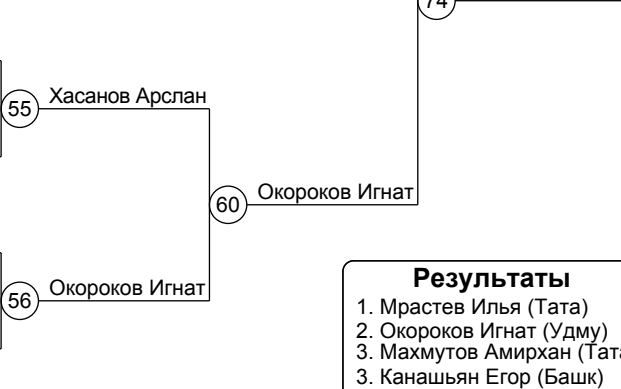 74
Хасанов Арслан
55
Окороков Игнат
60
Окороков Игнат
56
Результаты
1. Мрастев Илья (Тата)
2. Окороков Игнат (Удму)
3. Махмутов Амирхан (Тата
3. Канашьян Егор (Башк)